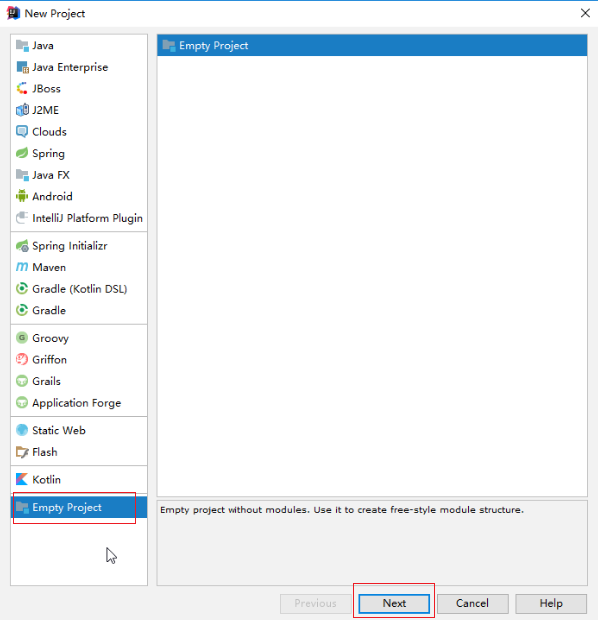 New Project
Java
Java Enterprise
JBoss
J2ME
Clouds
Spring
Java FX
Android
IntelliJ Platform Plugin
Spring Initializr
Maven
Gradle (Kotlin DSL)
Gradle
Groovy
Griffon
Grails
Application Forge
Static Web
Flash
Kotlin
Empty Project
Empty Project
Empty project without modules. Use it to create free-style module structure.
Previous
Next
Cancel
Help